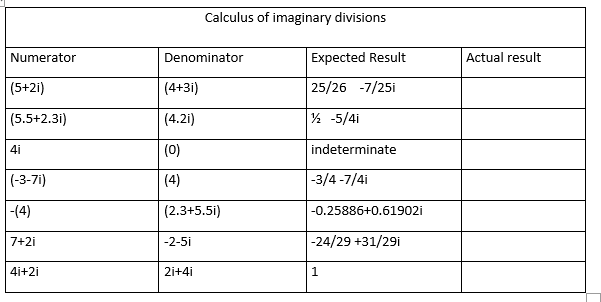 Calculus of imaginary divisions
Numerator Denominator Expected Result Actual result
(5+2i) (4+3i) 25/26 -7/25i
(5.5+2.3i) (4.2i) ½ -5/4i
4i (0) indeterminate
(-3-7i) (4) -3/4 -7/4i
-(4) (2.3+5.5i) -0.25886+0.61902i
7+2i -2-5i -24/29 +31/29i
4i+2i 2i+4i 1